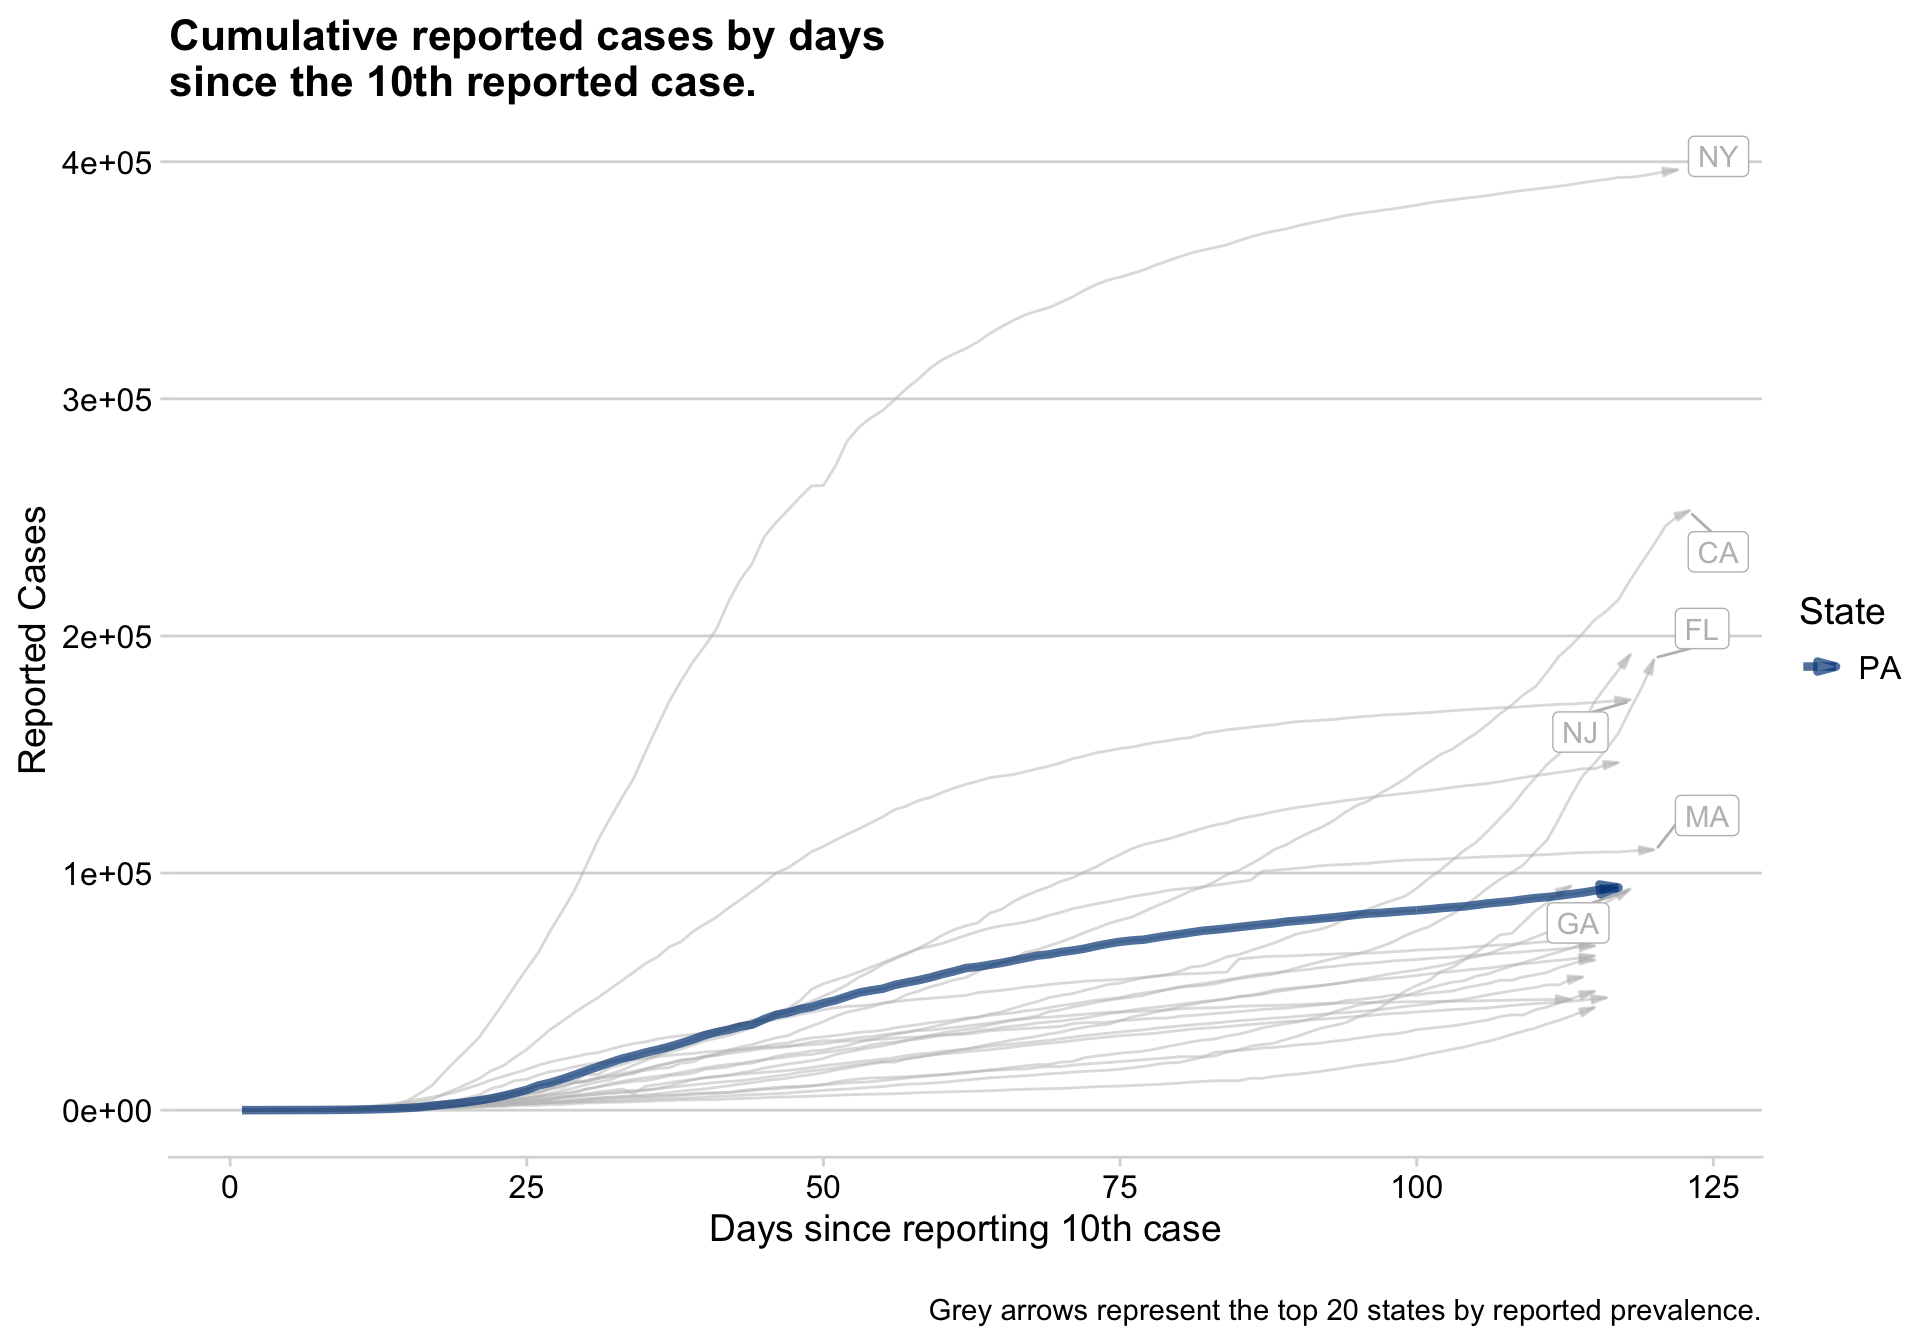 Cumulative reported cases by days
since the 10th reported case.
4e+05
3e+05
2e+05
1e+05
0e+00
Reported Cases
NY
CA
FL
NJ
MA
GA
State
PA
0 25 50 75 100 125
Days since reporting 10th case
Grey arrows represent the top 20 states by reported prevalence.